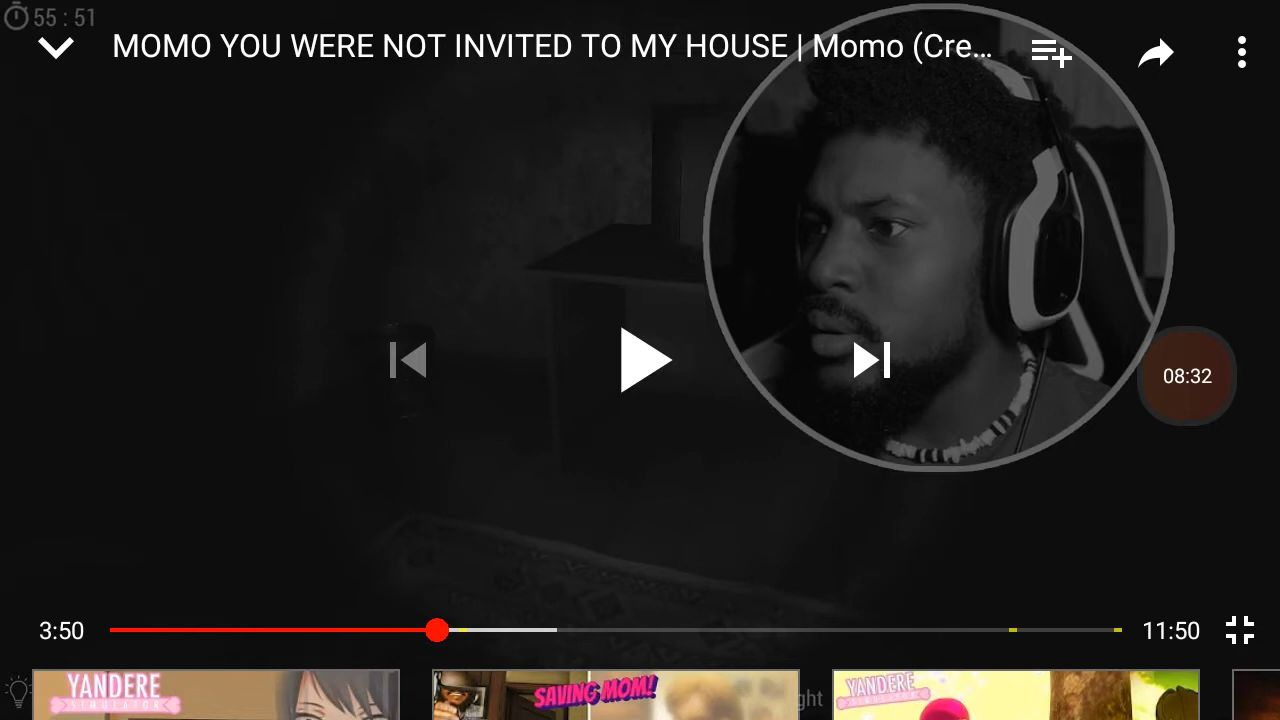 55 : 51
MOMO YOU WERE NOT INVITED TO MY HOUSE | Momo (Cre...
08:32
3:50
11:50
YANDERE
SIMULATOR
SAVING MOM!
ght
YANDERE